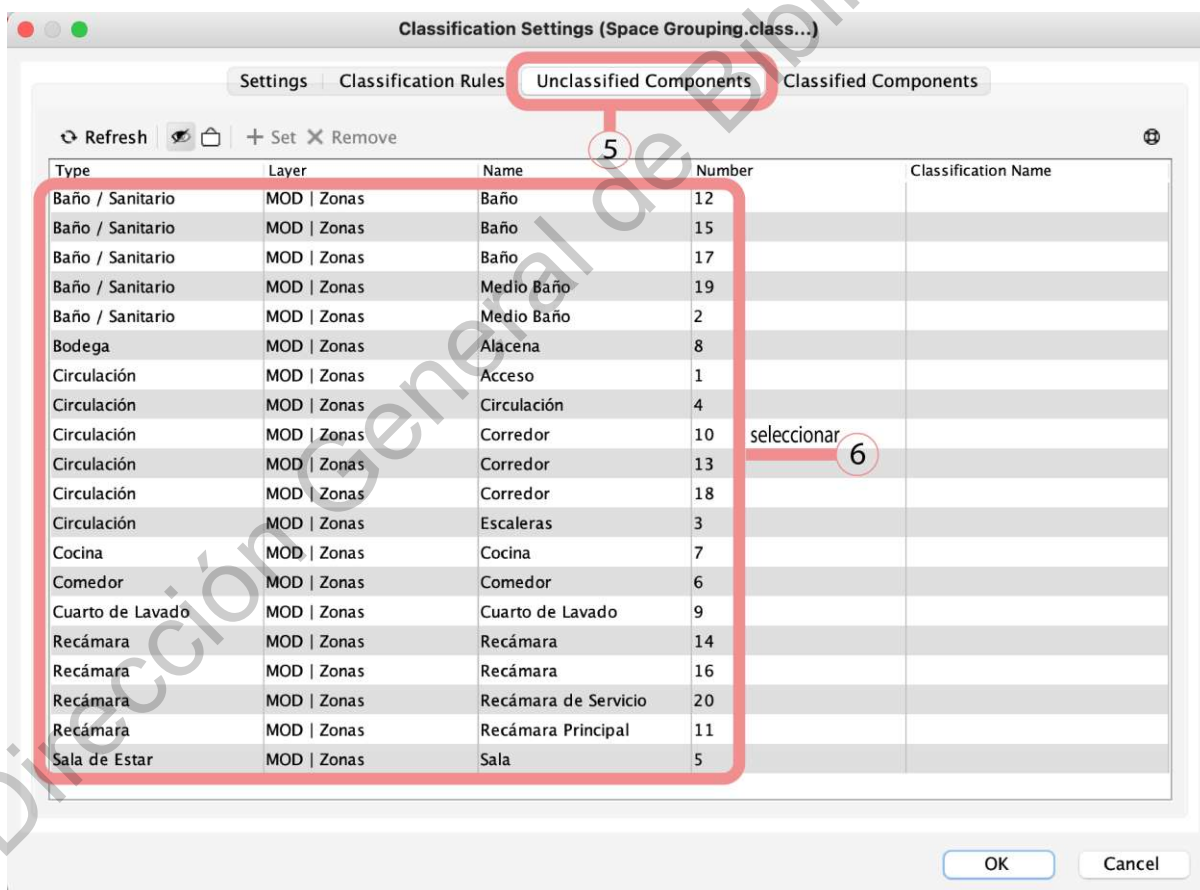 Classification Settings (Space Grouping.class...)
Settings Classification Rules Unclassified Components Classified Components
Refresh + Set × Remove
5
Type Layer Name Number Classification Name
Baño / Sanitario MOD | Zonas Baño 12
Baño / Sanitario MOD | Zonas Baño 15
Baño / Sanitario MOD | Zonas Baño 17
Baño / Sanitario MOD | Zonas Medio Baño 19
Baño / Sanitario MOD | Zonas Medio Baño 2
Bodega MOD | Zonas Alacena 8
Circulación MOD | Zonas Acceso 1
Circulación MOD | Zonas Circulación 4
Circulación MOD | Zonas Corredor 10 seleccionar
6
Circulación MOD | Zonas Corredor 13
Circulación MOD | Zonas Corredor 18
Circulación MOD | Zonas Escaleras 3
Cocina MOD | Zonas Cocina 7
Comedor MOD | Zonas Comedor 6
Cuarto de Lavado MOD | Zonas Cuarto de Lavado 9
Recámara MOD | Zonas Recámara 14
Recámara MOD | Zonas Recámara 16
Recámara MOD | Zonas Recámara de Servicio 20
Recámara MOD | Zonas Recámara Principal 11
Sala de Estar MOD | Zonas Sala 5
OK Cancel
Dirección General de Bibli